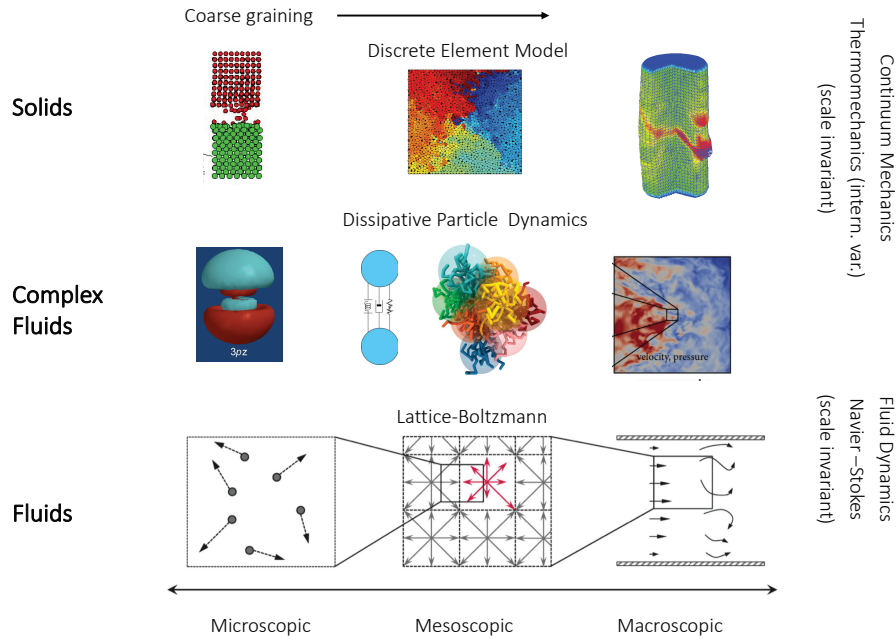 Coarse graining
Discrete Element Model
Solids
Continuum Mechanics
Thermomechanics (intern. var.)
(scale invariant)
Dissipative Particle Dynamics
Complex
Fluids
3pz
velocity, pressure
Lattice-Boltzmann
Fluids
Fluid Dynamics
Navier–Stokes
(scale invariant)
Microscopic
Mesoscopic
Macroscopic